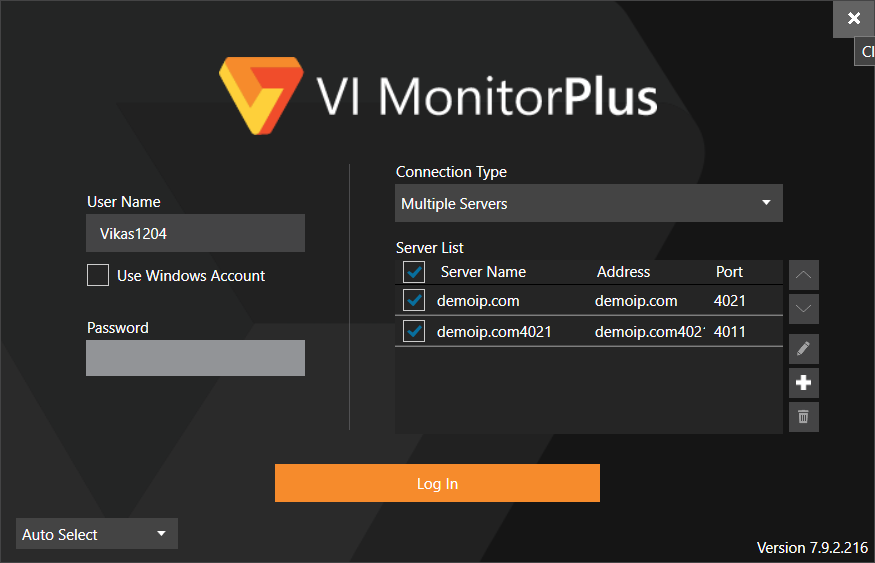 VI MonitorPlus
User Name
Vikas1204
Use Windows Account
Password
Connection Type
Multiple Servers
Server List
Server Name Address Port
demoip.com demoip.com 4021
demoip.com4021 demoip.com402 4011
Log In
Auto Select
Version 7.9.2.216